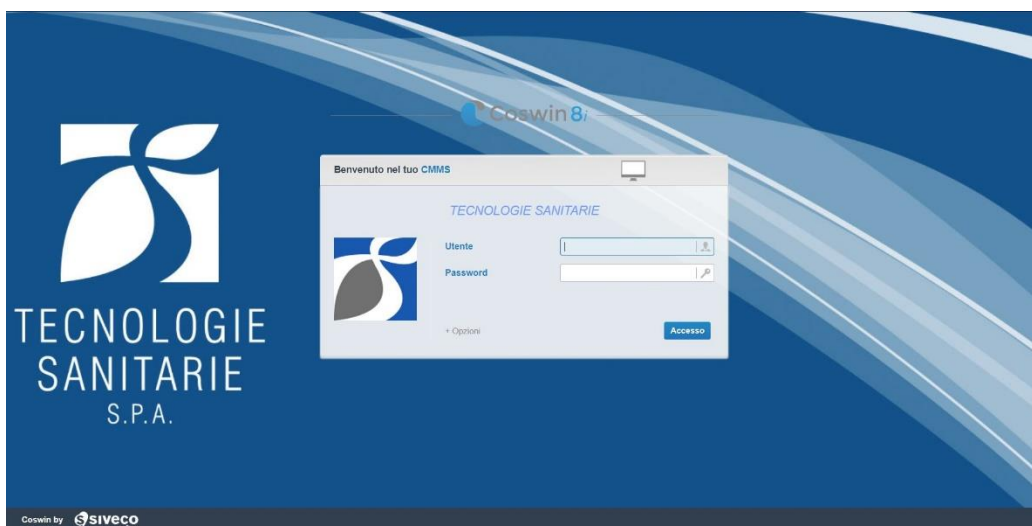 Coswin 8i
Benvenuto nel tuo CMMS
TECNOLOGIE SANITARIE
Utente
Password
+ Opzioni
Accesso
TECNOLOGIE
SANITARIE
S.P.A.
Coswin by siveco